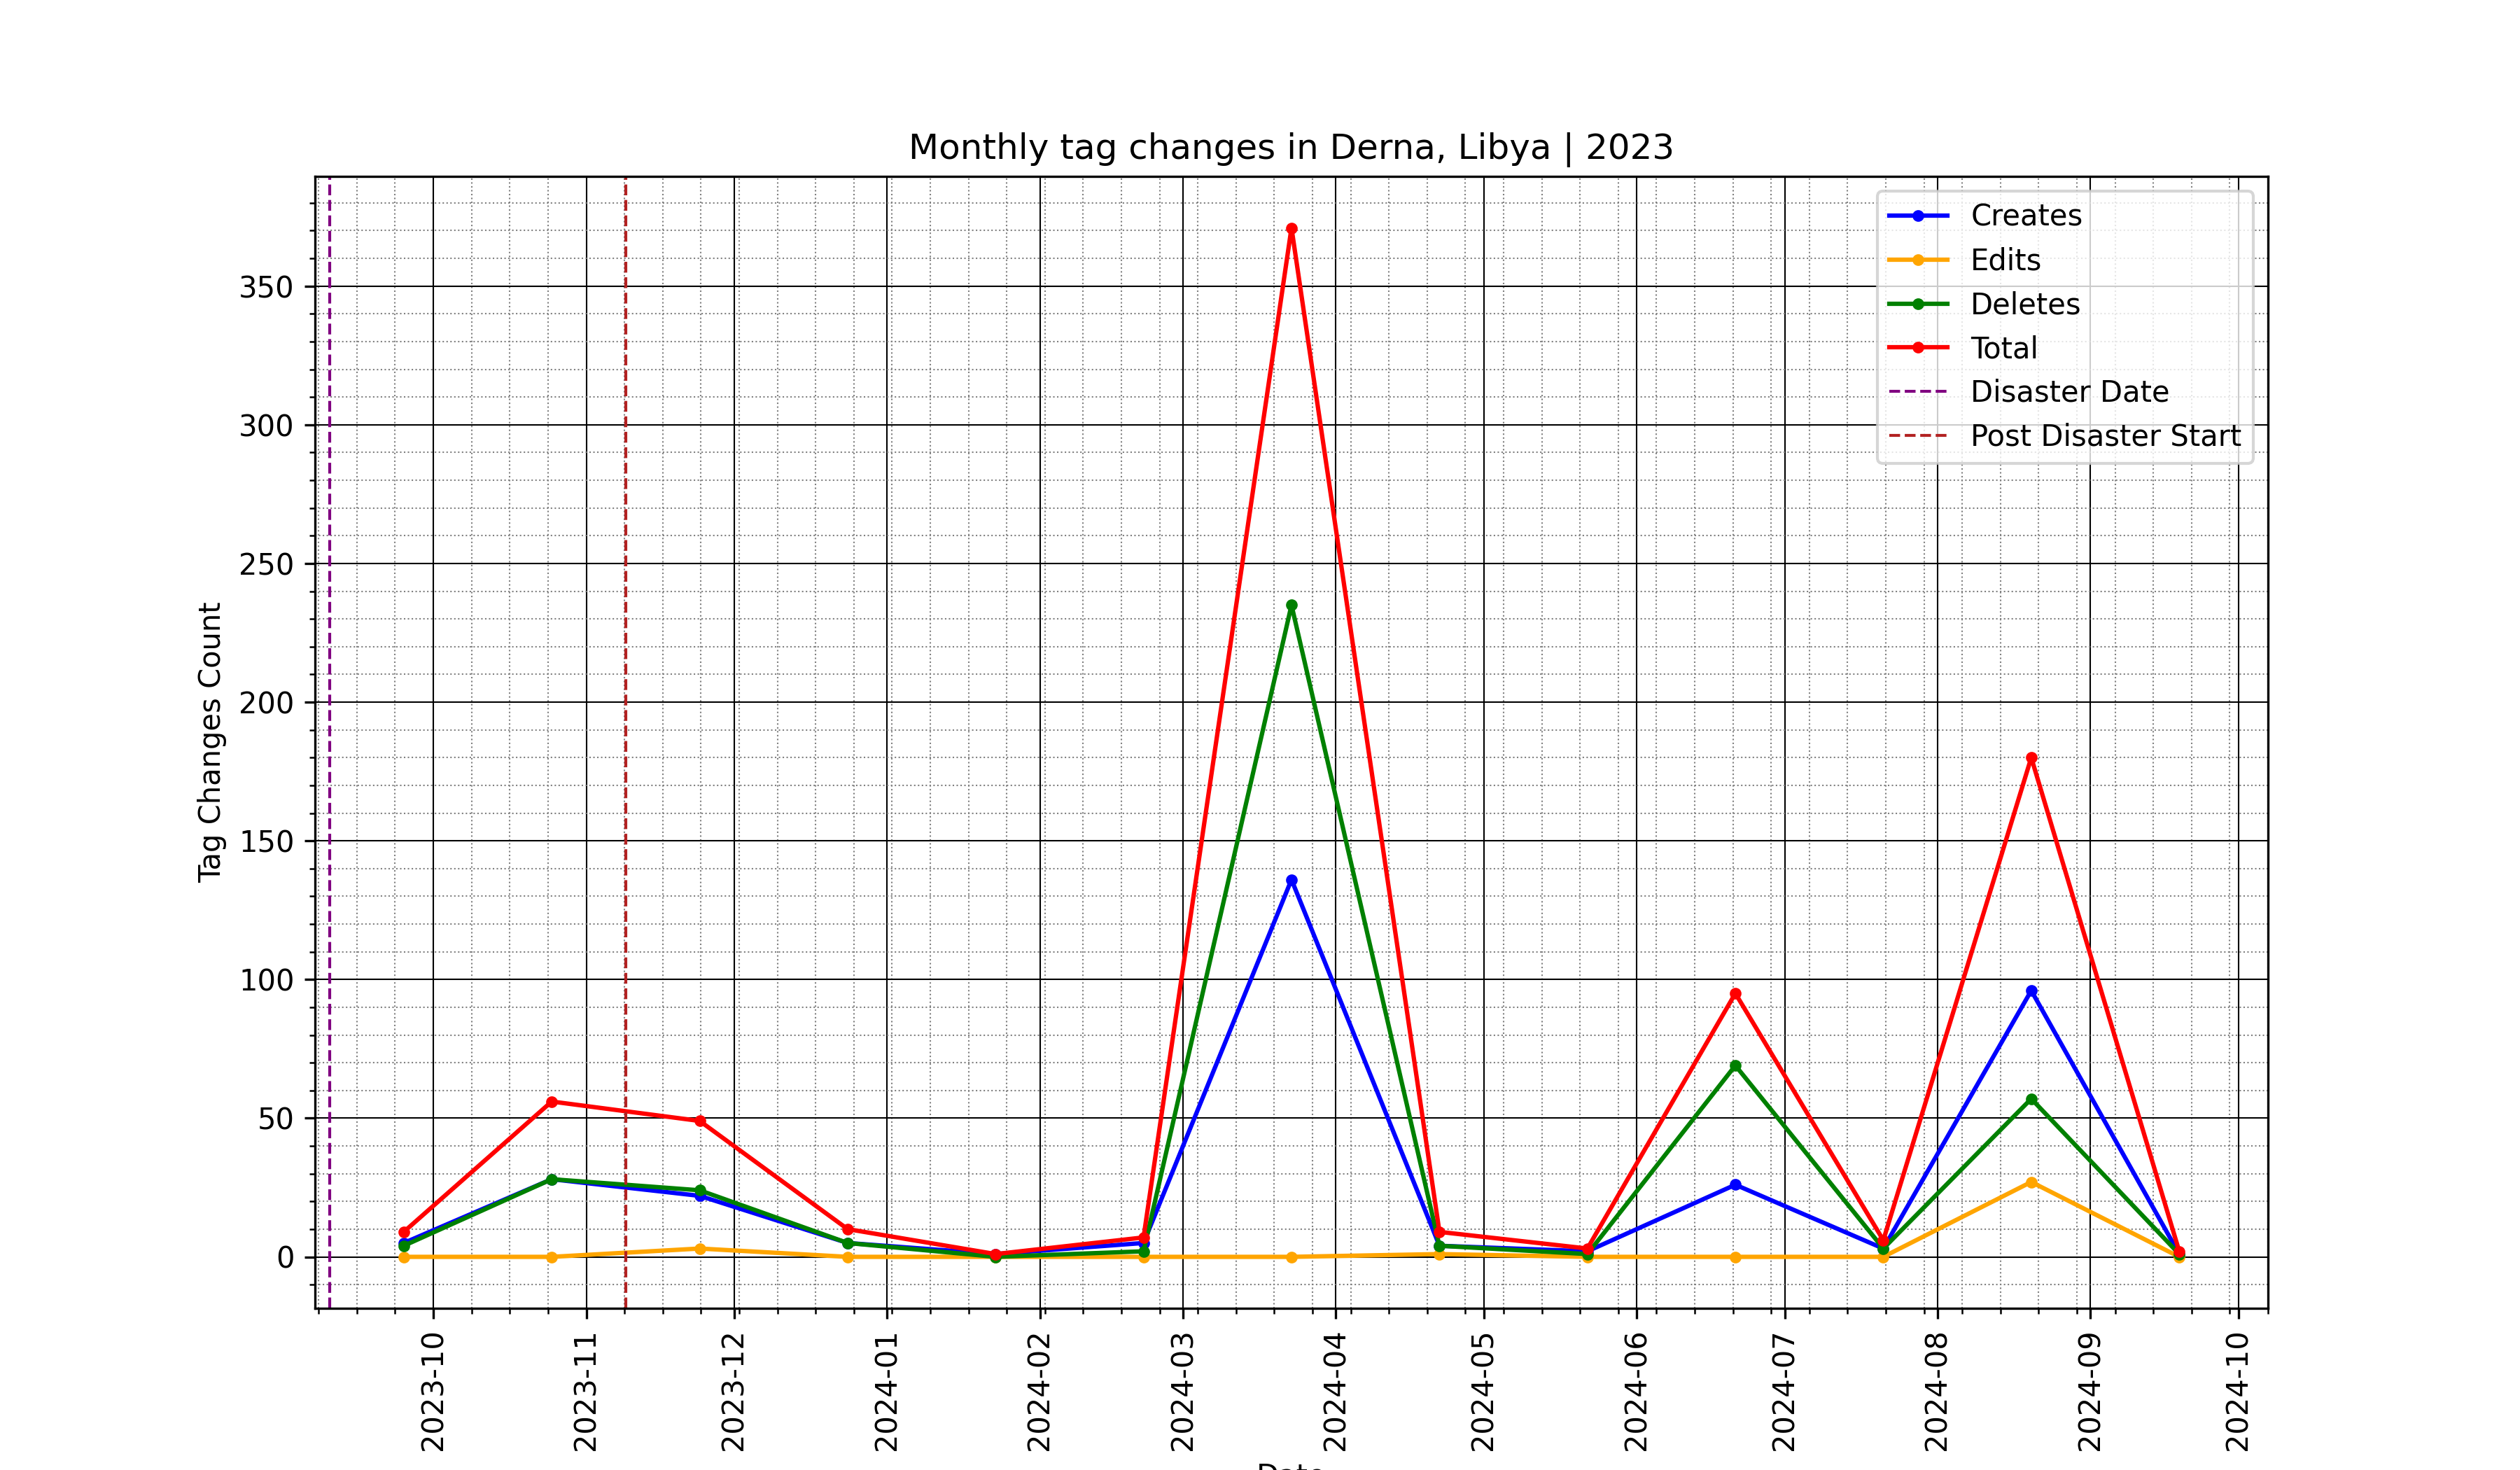 Monthly tag changes in Derna, Libya | 2023
Creates
Edits
Deletes
Total
Disaster Date
Post Disaster Start
Tag Changes Count
350
300
250
200
150
100
50
0
2023-10
2023-11
2023-12
2024-01
2024-02
2024-03
2024-04
2024-05
2024-06
2024-07
2024-08
2024-09
2024-10
Date